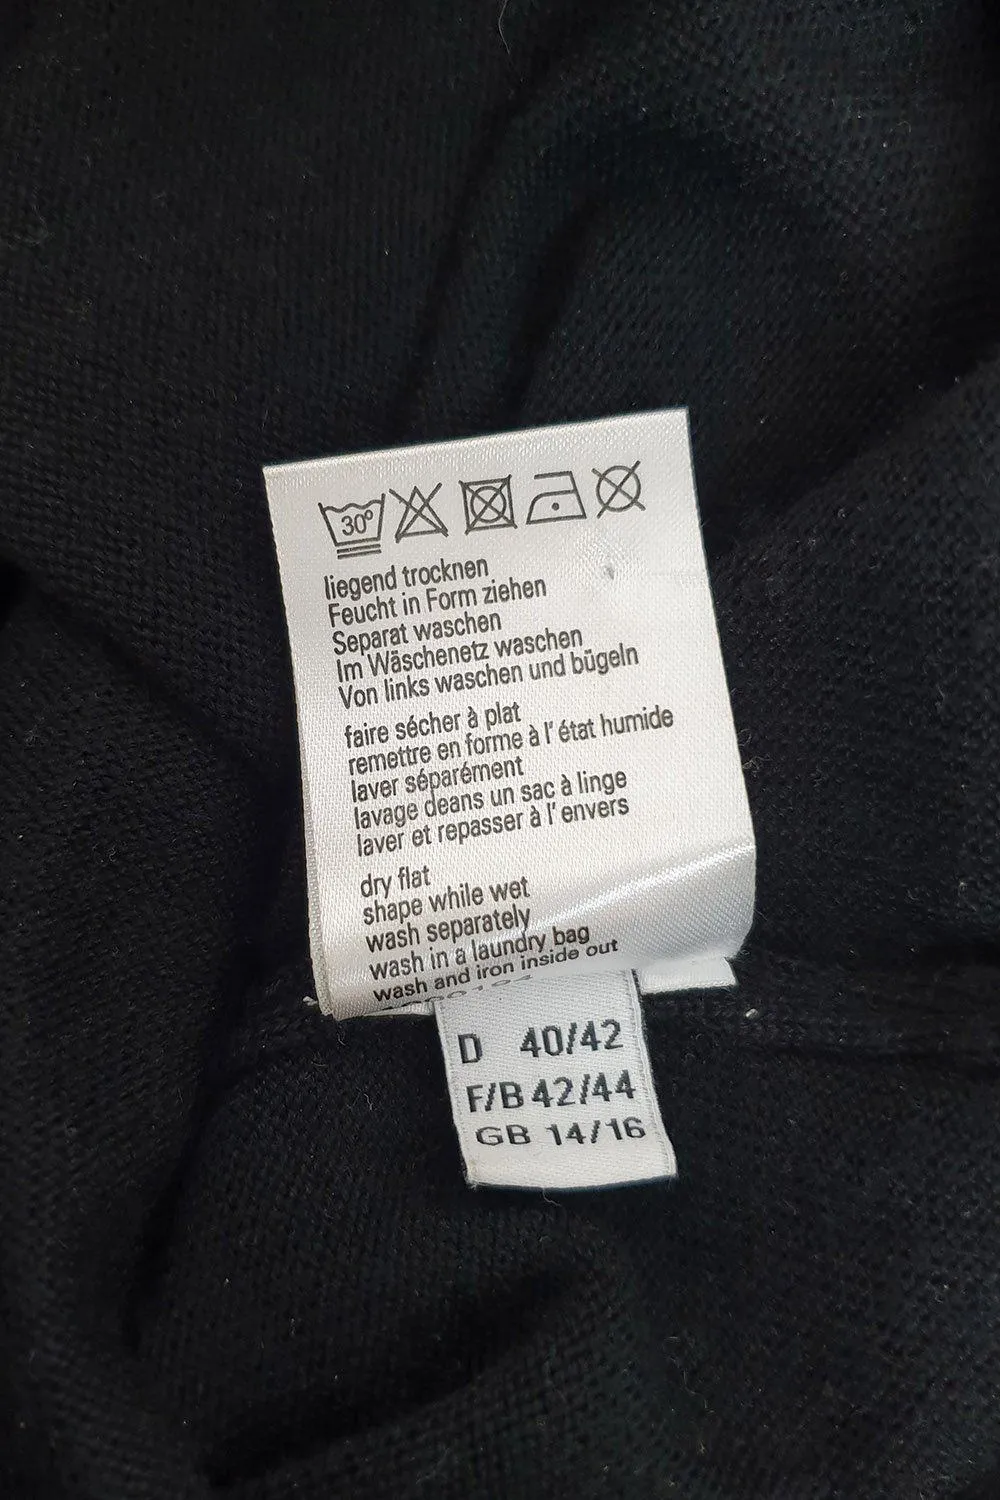 30°
liegend trocknen
Feucht in Form ziehen
Separat waschen
Im Wäschenetz waschen
Von links waschen und bügeln
faire sécher à plat
remettre en forme à l'état humide
laver séparément
lavage deans un sac à linge
laver et repasser à l'envers
dry flat
shape while wet
wash separately
wash in a laundry bag
wash and iron inside out
D 40/42
F/B 42/44
GB 14/16